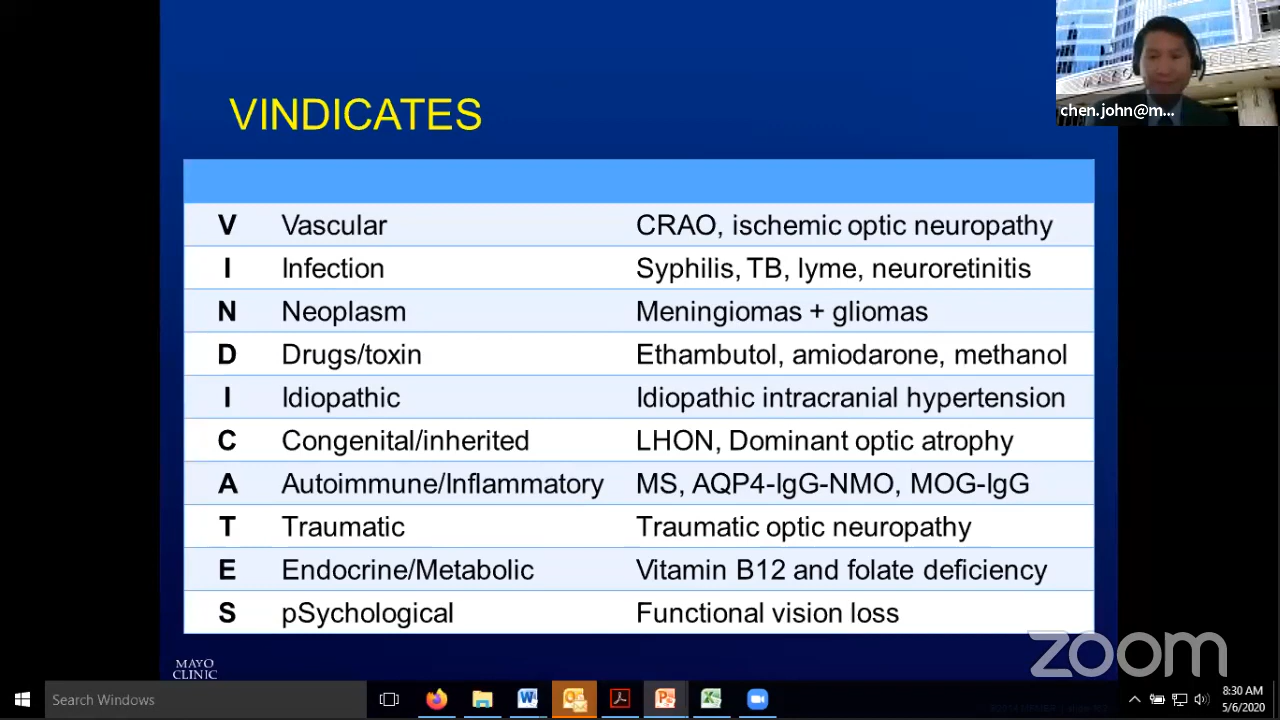 chen.john@m...
VINDICATES
V Vascular CRAO, ischemic optic neuropathy
I Infection Syphilis, TB, lyme, neuroretinitis
N Neoplasm Meningiomas + gliomas
D Drugs/toxin Ethambutol, amiodarone, methanol
I Idiopathic Idiopathic intracranial hypertension
C Congenital/inherited LHON, Dominant optic atrophy
A Autoimmune/Inflammatory MS, AQP4-IgG-NMO, MOG-IgG
T Traumatic Traumatic optic neuropathy
E Endocrine/Metabolic Vitamin B12 and folate deficiency
S pSychological Functional vision loss
zoom
MAYO
CLINIC
Search Windows
8:30 AM
5/6/2020